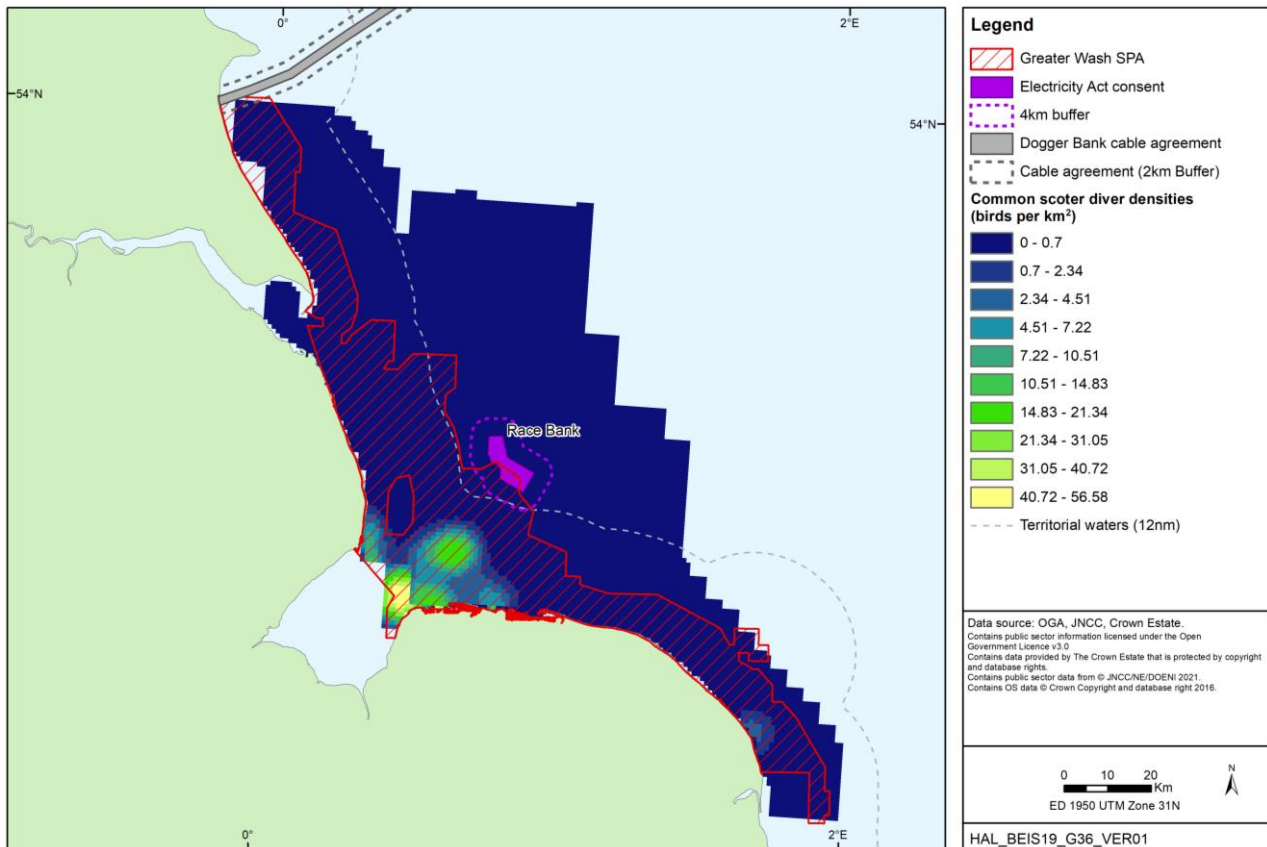 0°
2°
54°N
54°N
Race Bank
0°
2°
Legend
Greater Wash SPA
Electricity Act consent
4km buffer
Dogger Bank cable agreement
Cable agreement (2km Buffer)
Common scoter diver densities
(birds per km²)
0 - 0.7
0.7 - 2.34
2.34 - 4.51
4.51 - 7.22
7.22 - 10.51
10.51 - 14.83
14.83 - 21.34
21.34 - 31.05
31.05 - 40.72
40.72 - 56.58
Territorial waters (12nm)
Data source: OGA, JNCC, Crown Estate.
Contains public sector information licensed under the Open
Government Licence v3.0
Contains data provided by The Crown Estate that is protected by copyright
and database rights.
Contains public sector data from © JNCC/NE/DOENI 2021.
Contains OS data © Crown Copyright and database right 2016.
0 10 20
Km
N
ED 1950 UTM Zone 31N
HAL_BEIS19_G36_VER01